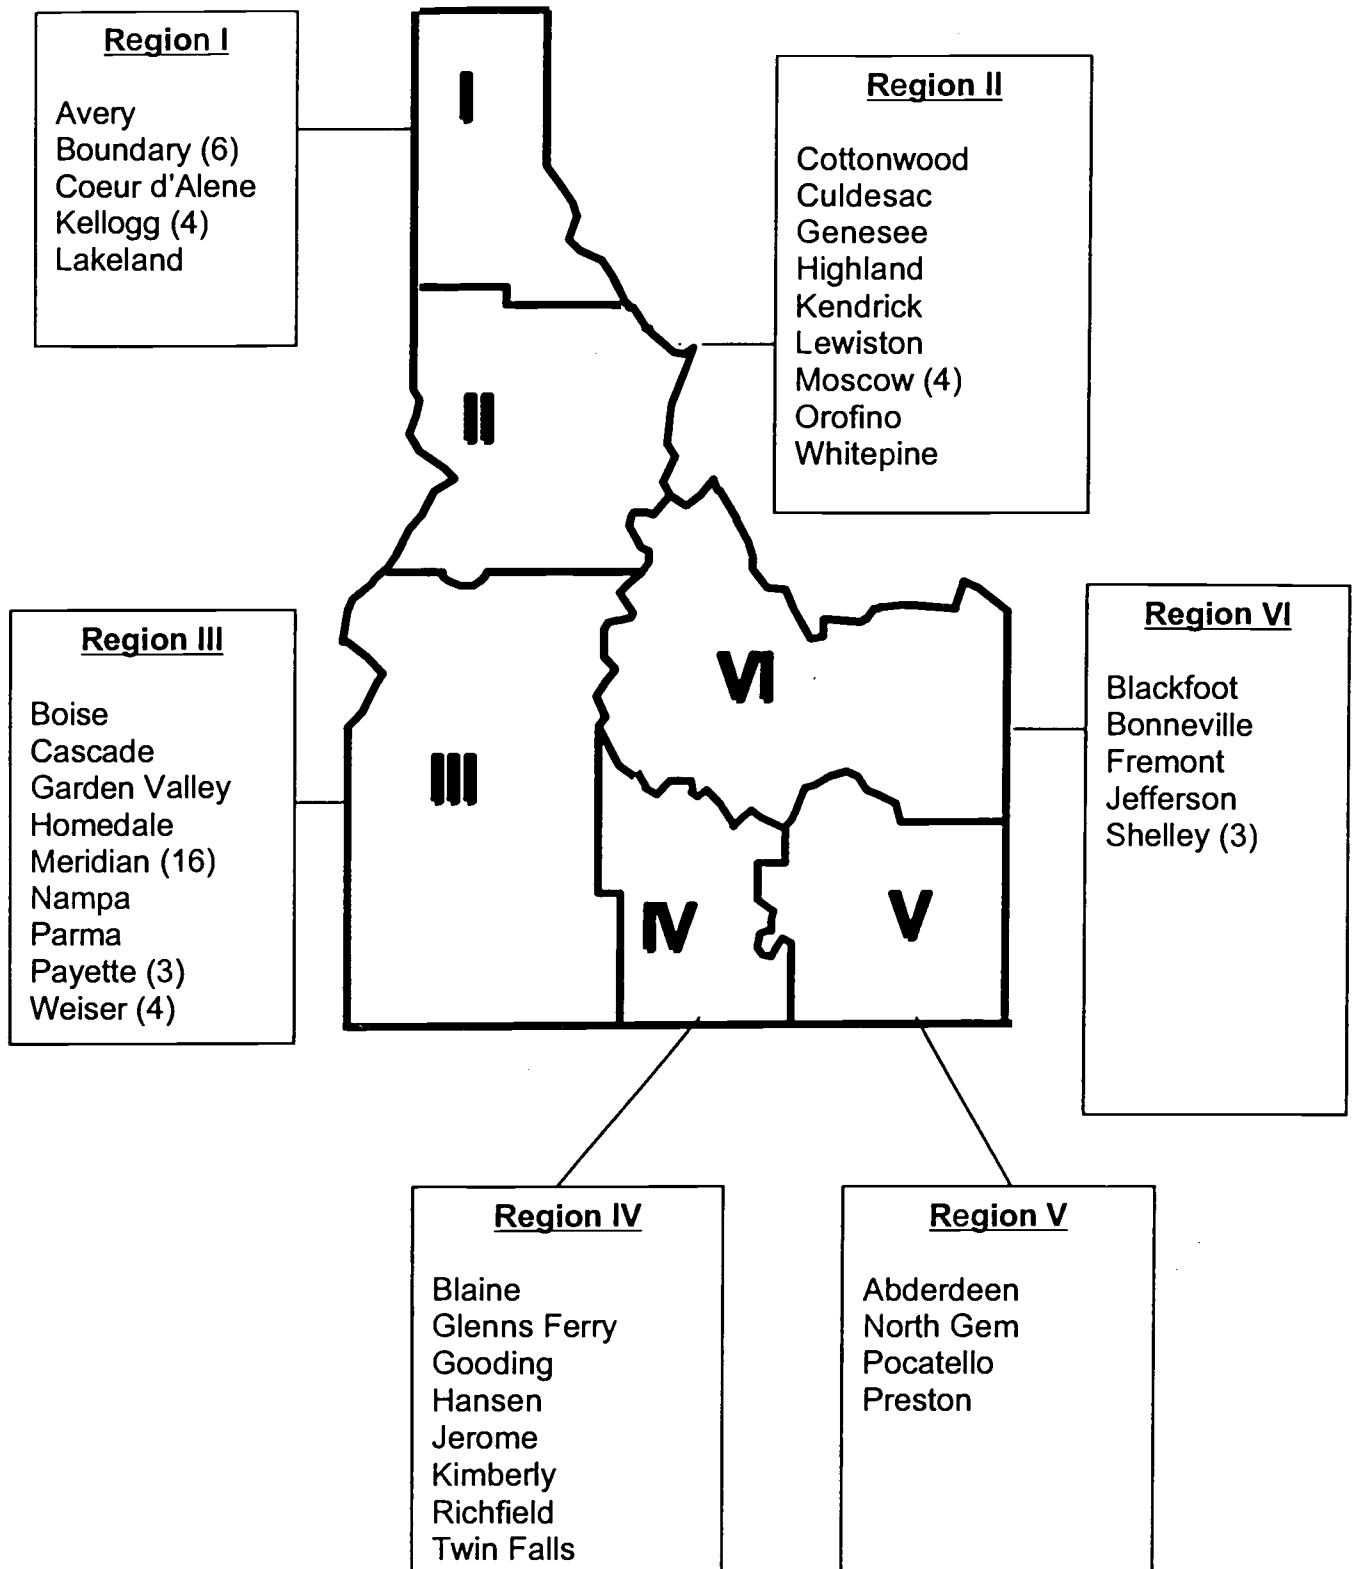 Region I
Avery
Boundary (6)
Coeur d'Alene
Kellogg (4)
Lakeland
I
Region II
Cottonwood
Culdesac
Genesee
Highland
Kendrick
Lewiston
Moscow (4)
Orofino
Whitepine
II
Region III
Boise
Cascade
Garden Valley
Homedale
Meridian (16)
Nampa
Parma
Payette (3)
Weiser (4)
III
VI
Region VI
Blackfoot
Bonneville
Fremont
Jefferson
Shelley (3)
IV
V
Region IV
Blaine
Glenns Ferry
Gooding
Hansen
Jerome
Kimberly
Richfield
Twin Falls
Region V
Abderdeen
North Gem
Pocatello
Preston